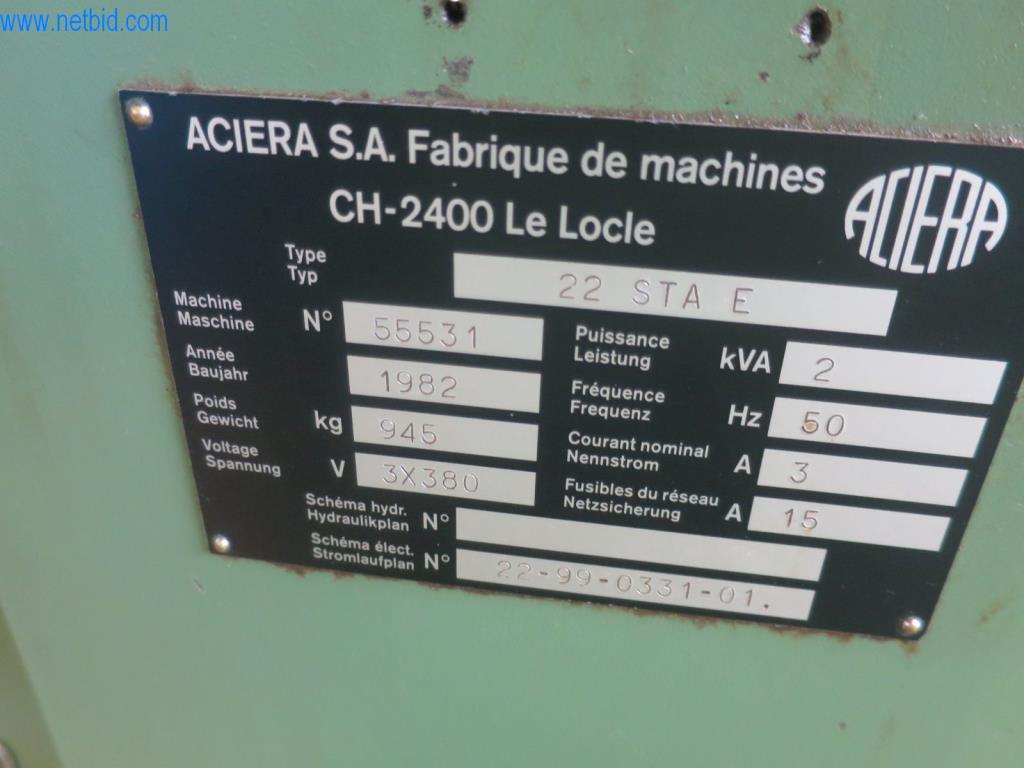 www.netbid.com
ACIERA S.A. Fabrique de machines
CH-2400 Le Locle
ACIERA
Type
Typ
22 STA E
Machine
Maschine
N° 55531
Année
Baujahr
1982
Poids
Gewicht
kg 945
Voltage
Spannung
V 3X380
Puissance
Leistung
kVA 2
Fréquence
Frequenz
Hz 50
Courant nominal
Nennstrom
A 3
Fusibles du réseau
Netzsicherung
A 15
Schéma hydr.
Hydraulikplan
N°
Schéma élect.
Stromlaufplan
N° 22-99-0331-01.